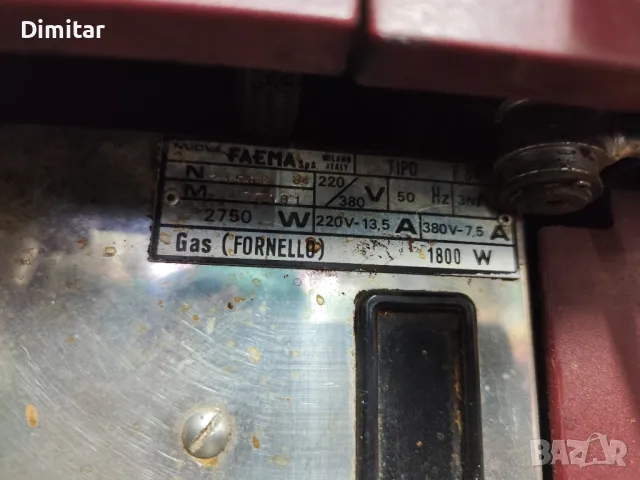 Dimitar
FAEMA S.p.A. MILANO ITALY TIPO
N 220/380 V 50 Hz 3N
M
2750 W 220V-13,5 A 380V-7,5 A
Gas (FORNELLO) 1800 W
BAZAR